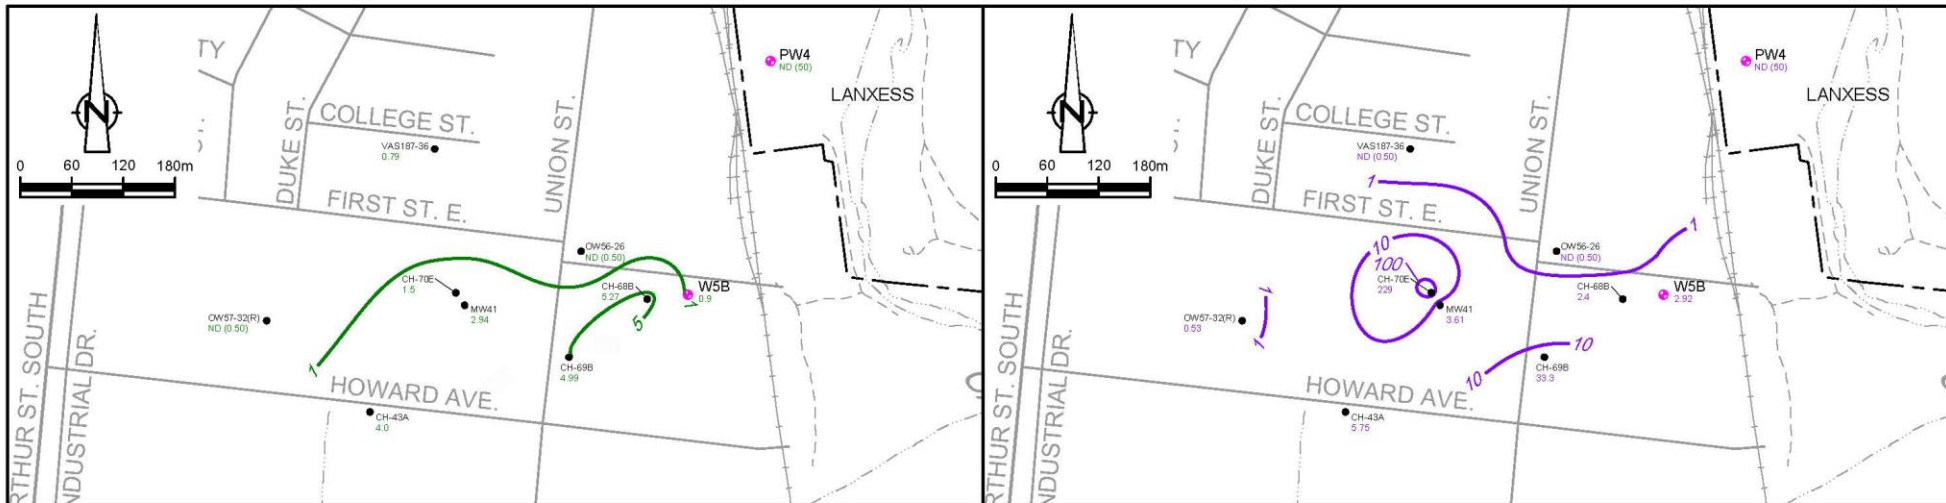 TY
PW4
ND (50)
LANXESS
N
COLLEGE ST.
DUKE ST.
UNION ST.
VAS187-36
0.79
0 60 120 180m
FIRST ST. E.
OW56-26
ND (0.50)
CH-70E
1.5
MW41
2.94
CH-68B
5.27
W5B
0.9
1
5
OW57-32(R)
ND (0.50)
1
CH-69B
4.99
HOWARD AVE.
CH-43A
4.0
RTHUR ST. SOUTH
NDUSTRIAL DR.
TY
PW4
ND (50)
LANXESS
N
COLLEGE ST.
DUKE ST.
UNION ST.
VAS187-36
ND (0.50)
0 60 120 180m
1
FIRST ST. E.
1
10
100
OW56-26
ND (0.50)
CH-70E
229
MW41
3.61
CH-68B
2.4
W5B
2.92
1
OW57-32(R)
0.53
1
10
10
CH-69B
33.3
HOWARD AVE.
CH-43A
5.75
RTHUR ST. SOUTH
NDUSTRIAL DR.